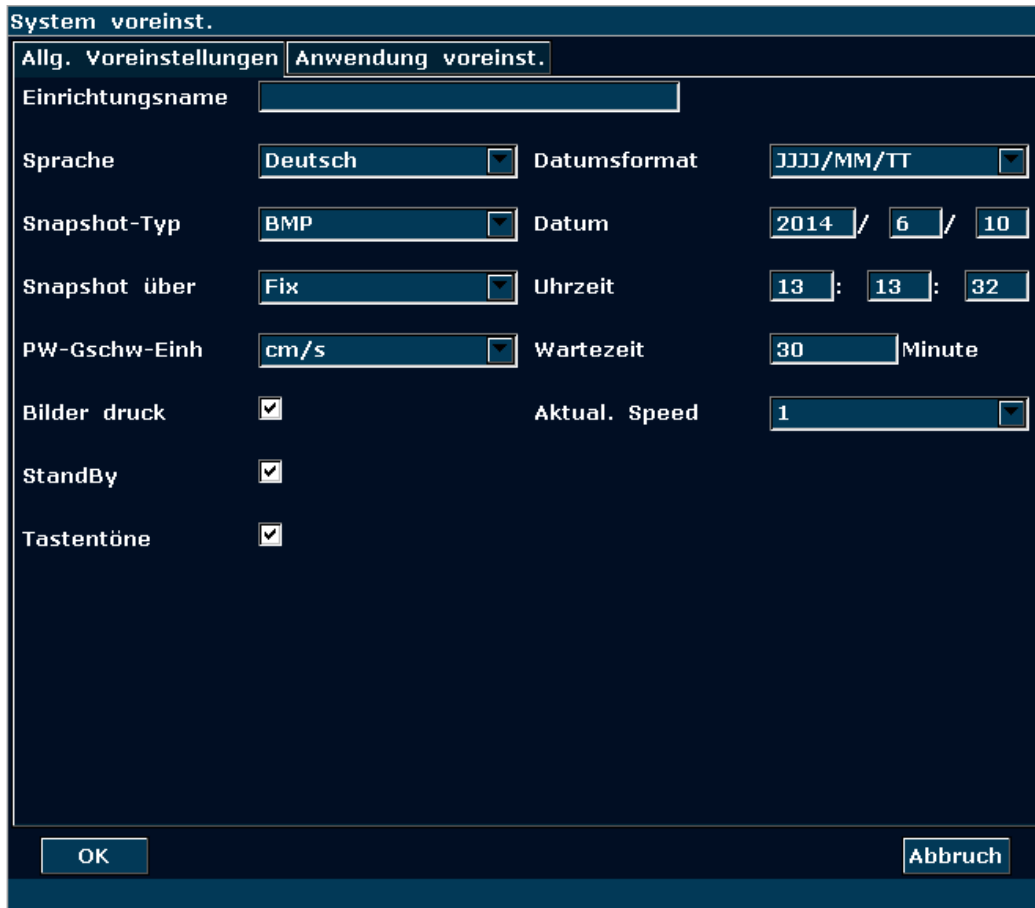 System voreinst.
Allg. Voreinstellungen Anwendung voreinst.
Einrichtungsname
Sprache Deutsch Datumsformat JJJJ/MM/TT
Snapshot-Typ BMP Datum 2014 / 6 / 10
Snapshot über Fix Uhrzeit 13 : 13 : 32
PW-Gschw-Einh cm/s Wartezeit 30 Minute
Bilder druck Aktual. Speed 1
StandBy
Tastentöne
OK Abbruch